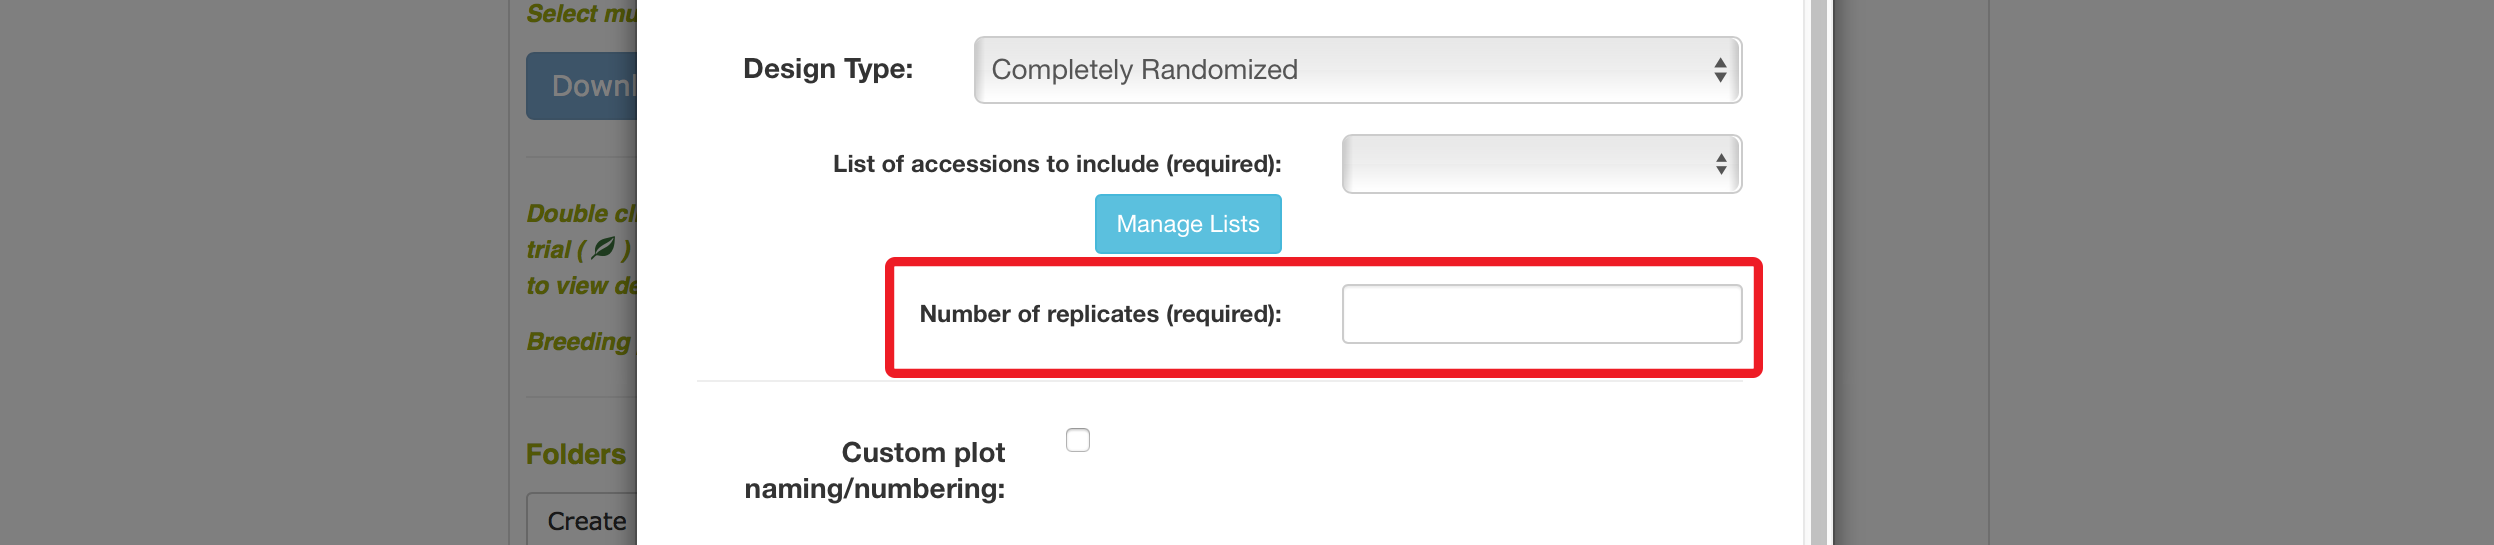 Select mu
Downl
Double cli
trial ( )
to view de
Breeding
Folders
Create
Design Type:
Completely Randomized
List of accessions to include (required):
Manage Lists
Number of replicates (required):
Custom plot
naming/numbering: